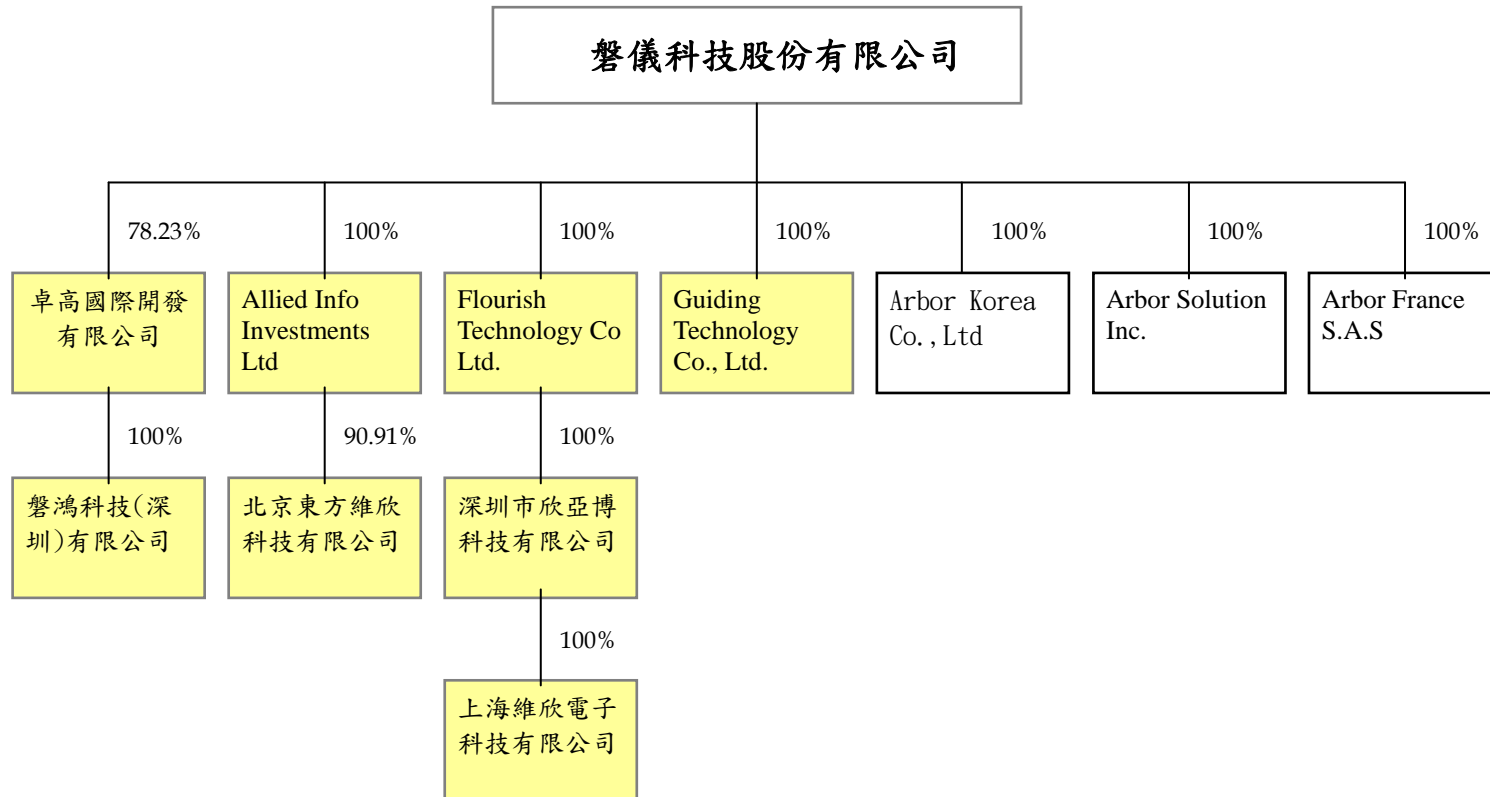 磐儀科技股份有限公司
78.23%
100%
100%
100%
100%
100%
100%
卓高國際開發
有限公司
Allied Info
Investments
Ltd
Flourish
Technology Co
Ltd.
Guiding
Technology
Co., Ltd.
Arbor Korea
Co.,Ltd
Arbor Solution
Inc.
Arbor France
S.A.S
100%
90.91%
100%
磐鴻科技(深
圳)有限公司
北京東方維欣
科技有限公司
深圳市欣亞博
科技有限公司
100%
上海維欣電子
科技有限公司